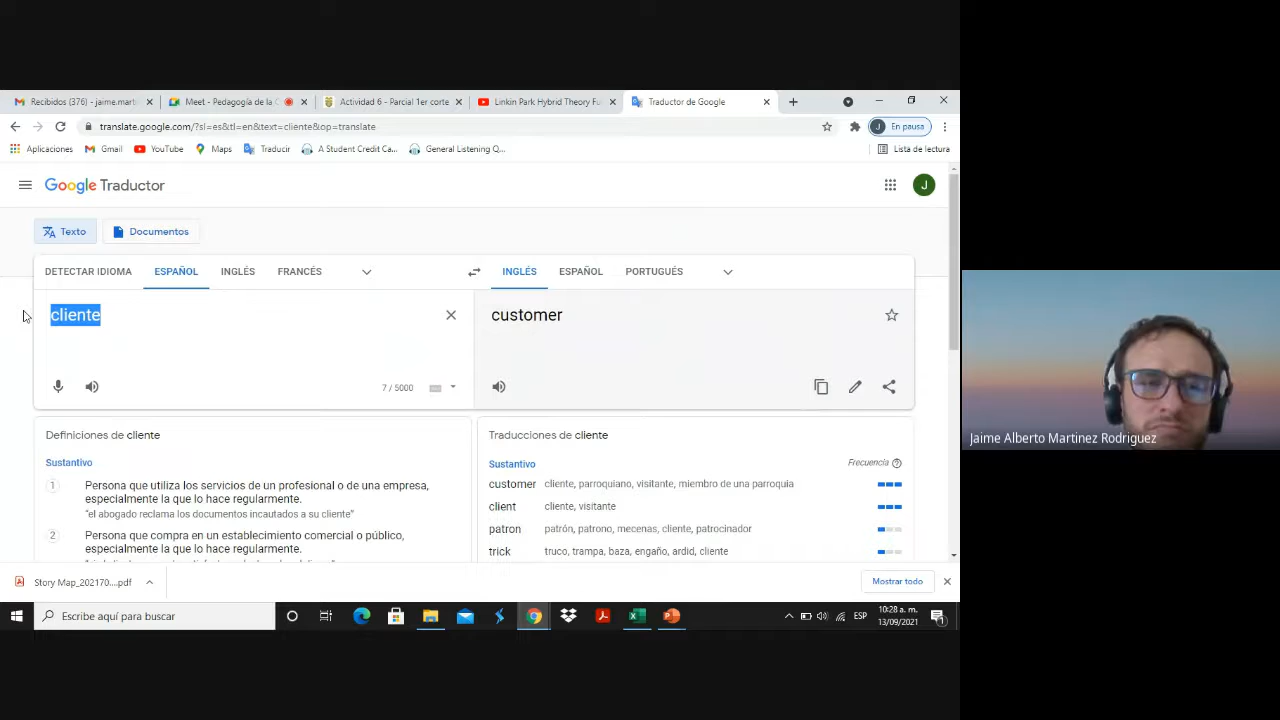 Recibidos (376) - jaime.mart
Meet - Pedagogía de la C
Actividad 6 - Parcial 1er corte
Linkin Park Hybrid Theory Fu
Traductor de Google
translate.google.com/?sl=es&tl=en&text=cliente&op=translate
J En pausa
Aplicaciones Gmail YouTube Maps Traducir A Student Credit Ca... General Listening Q... Lista de lectura
Google Traductor J
Texto Documentos
DETECTAR IDIOMA ESPAÑOL INGLÉS FRANCÉS INGLÉS ESPAÑOL PORTUGUÉS
cliente customer
7 / 5000
Definiciones de cliente
Sustantivo
1 Persona que utiliza los servicios de un profesional o de una empresa,
especialmente la que lo hace regularmente.
"el abogado reclama los documentos incautados a su cliente"
2 Persona que compra en un establecimiento comercial o público,
especialmente la que lo hace regularmente.
Traducciones de cliente
Sustantivo Frecuencia
customer cliente, parroquiano, visitante, miembro de una parroquia
client cliente, visitante
patron patrón, patrono, mecenas, cliente, patrocinador
trick truco, trampa, baza, engaño, ardid, cliente
Jaime Alberto Martinez Rodriguez
Story Map_202170....pdf Mostrar todo
Escribe aquí para buscar
ESP
10:28 a. m.
13/09/2021
1